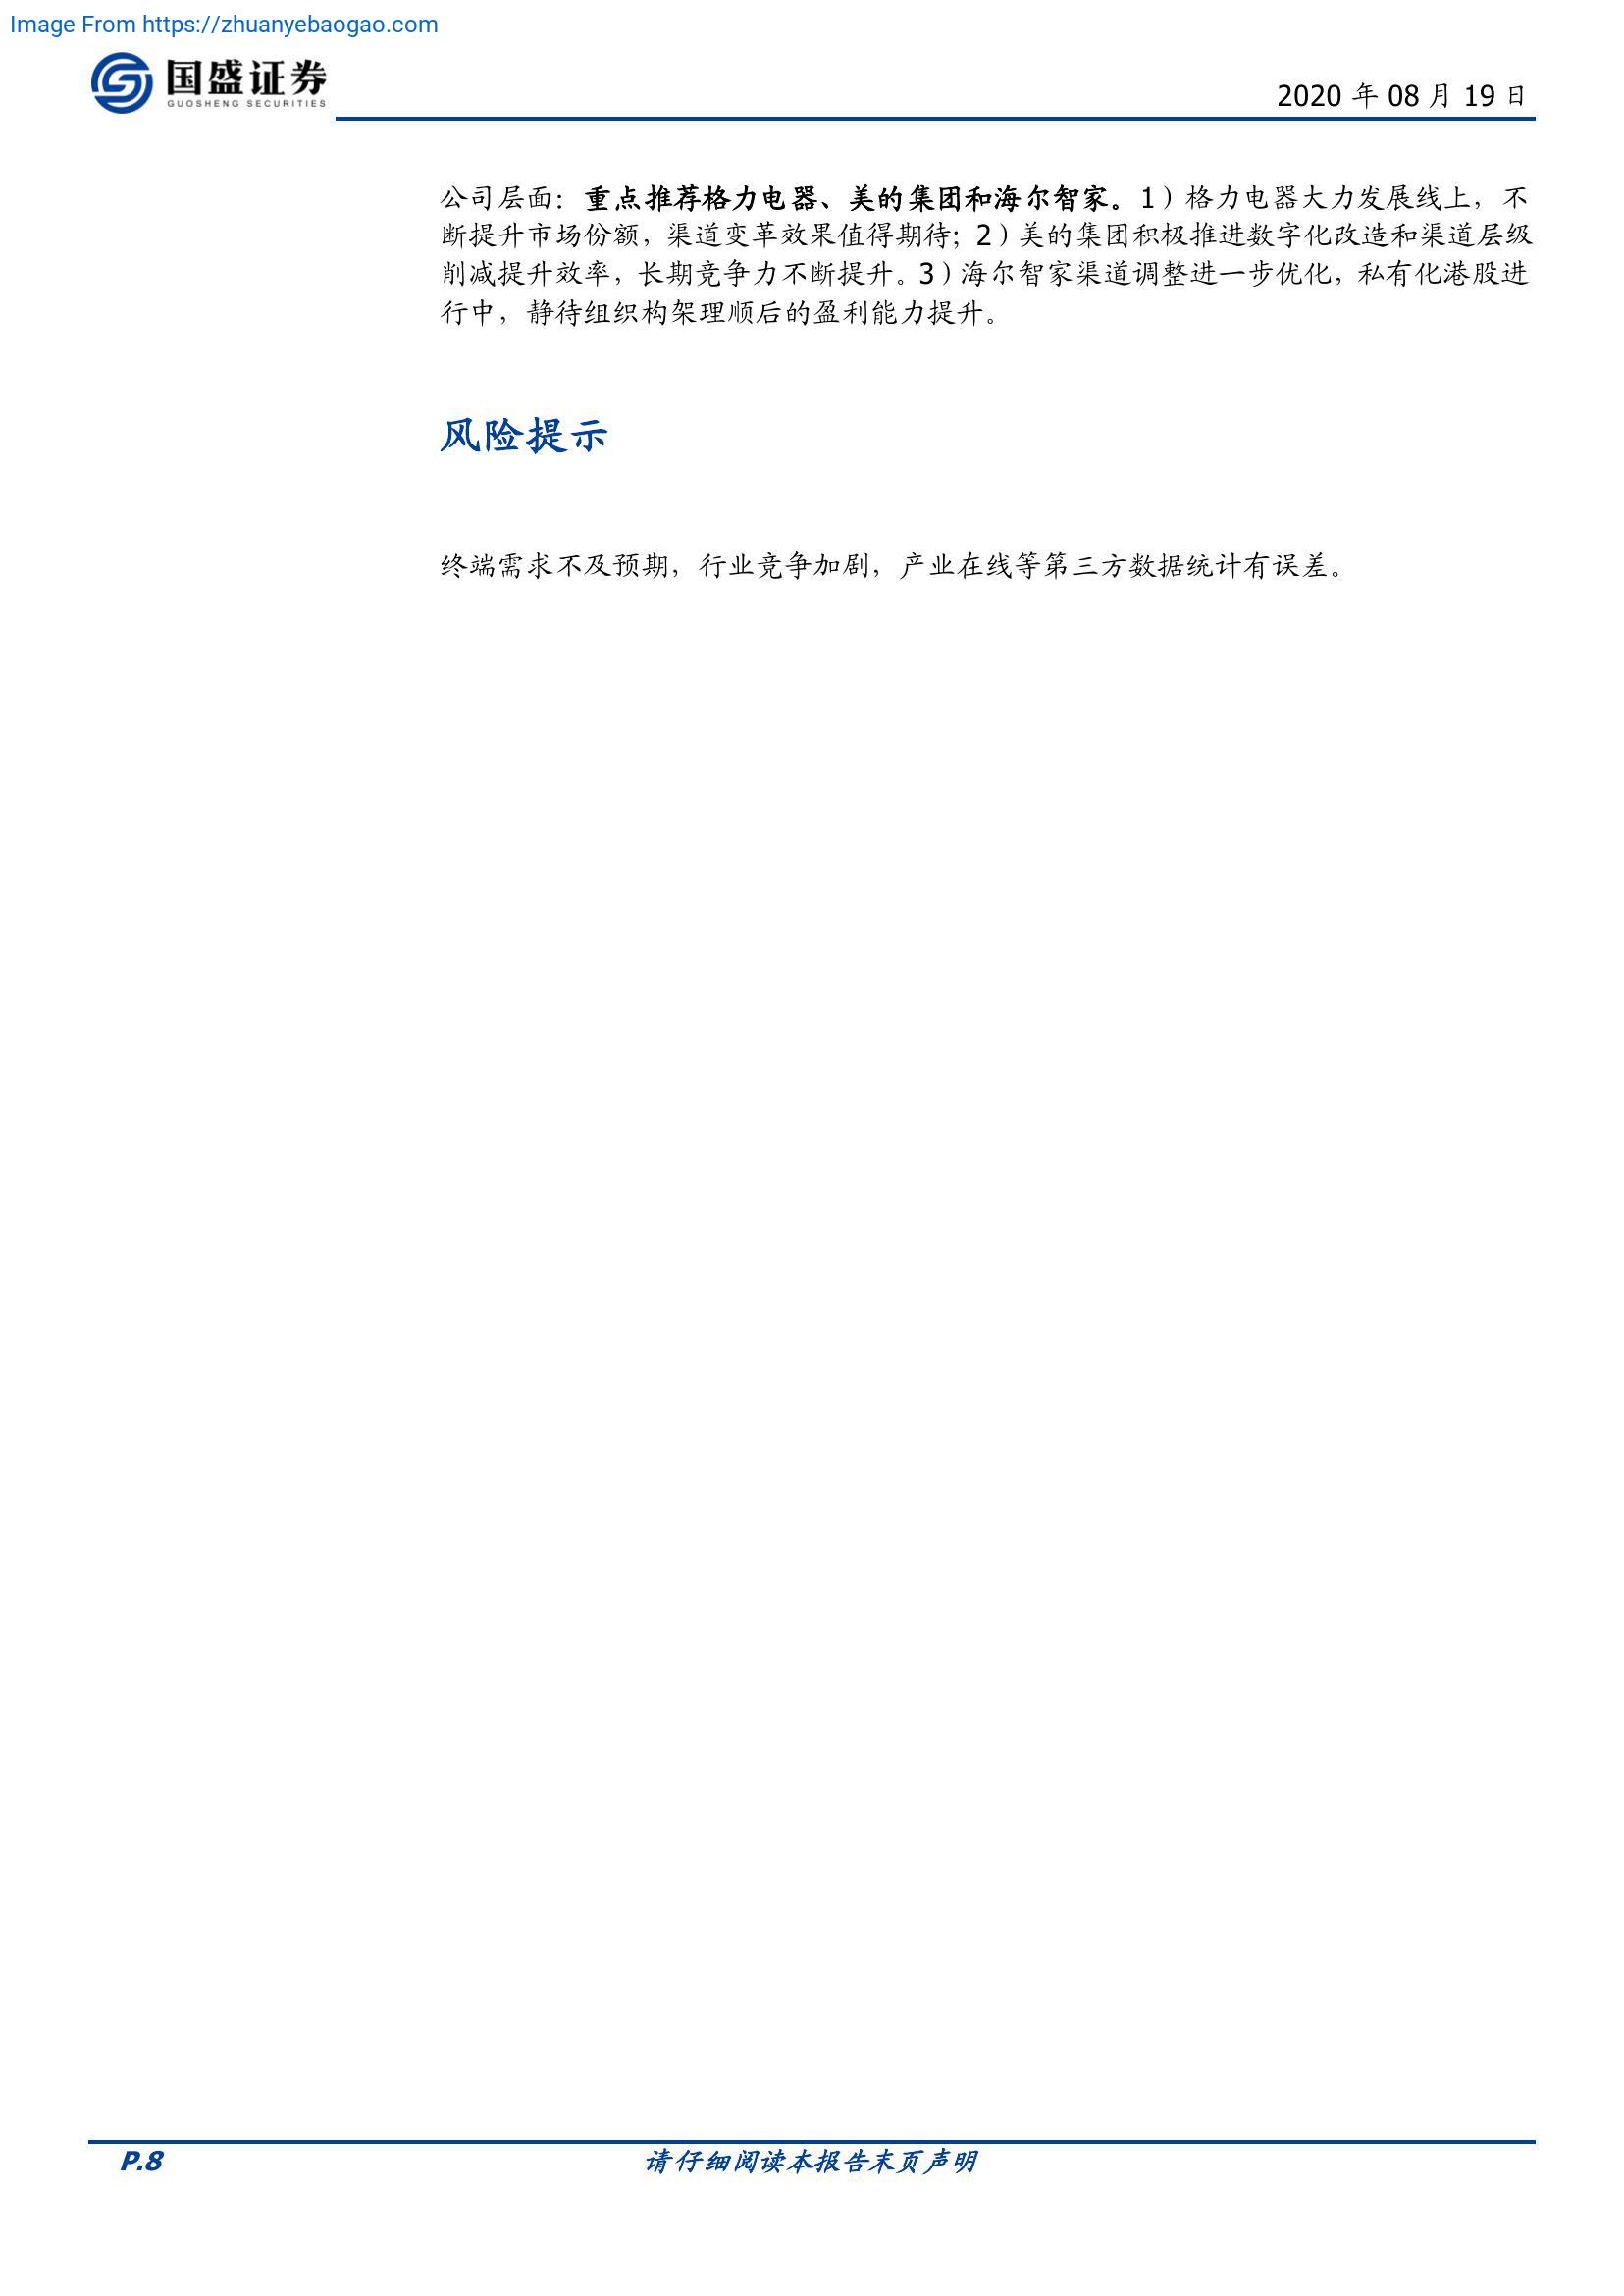 Image From https://zhuanyebaogao.com
国盛证券
GUOSHENG SECURITIES
2020 年 08 月 19 日
公司层面：重点推荐格力电器、美的集团和海尔智家。1）格力电器大力发展线上，不
断提升市场份额，渠道变革效果值得期待；2）美的集团积极推进数字化改造和渠道层级
削减提升效率，长期竞争力不断提升。3）海尔智家渠道调整进一步优化，私有化港股进
行中，静待组织构架理顺后的盈利能力提升。
风险提示
终端需求不及预期，行业竞争加剧，产业在线等第三方数据统计有误差。
P.8
请仔细阅读本报告末页声明